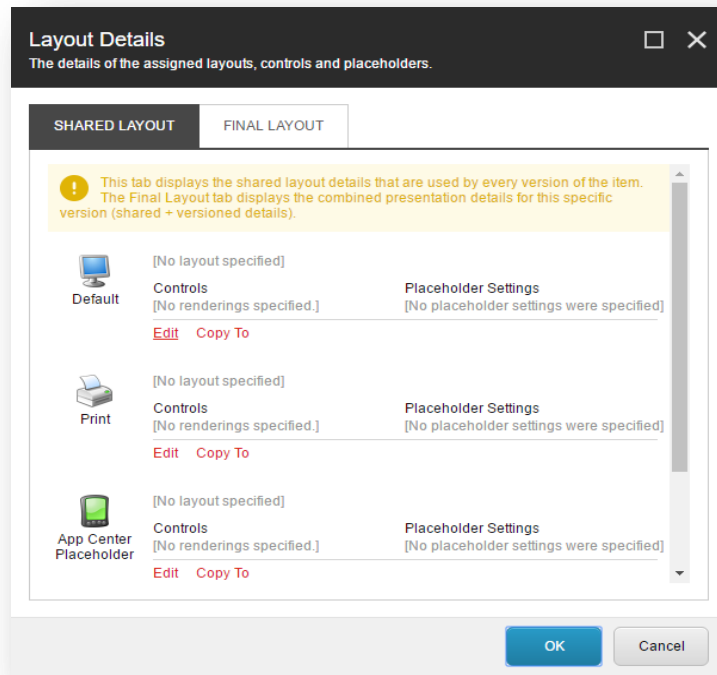 Layout Details
The details of the assigned layouts, controls and placeholders.
SHARED LAYOUT
FINAL LAYOUT
This tab displays the shared layout details that are used by every version of the item.
The Final Layout tab displays the combined presentation details for this specific
version (shared + versioned details).
Default
[No layout specified]
Controls
[No renderings specified.]
Placeholder Settings
[No placeholder settings were specified]
Edit Copy To
Print
[No layout specified]
Controls
[No renderings specified.]
Placeholder Settings
[No placeholder settings were specified]
Edit Copy To
App Center
Placeholder
[No layout specified]
Controls
[No renderings specified.]
Placeholder Settings
[No placeholder settings were specified]
Edit Copy To
OK
Cancel